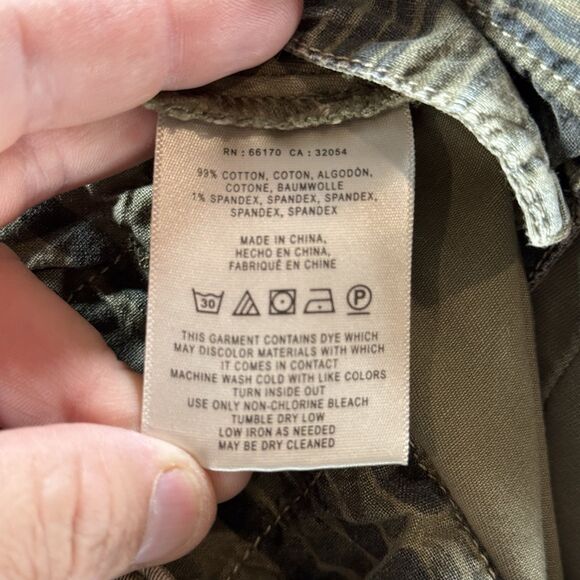 RN : 66170 CA : 32054
99% COTTON, COTON, ALGODÓN,
COTONE, BAUMWOLLE
1% SPANDEX, SPANDEX, SPANDEX,
SPANDEX, SPANDEX
MADE IN CHINA,
HECHO EN CHINA,
FABRIQUÉ EN CHINE
30 P
THIS GARMENT CONTAINS DYE WHICH
MAY DISCOLOR MATERIALS WITH WHICH
IT COMES IN CONTACT
MACHINE WASH COLD WITH LIKE COLORS
TURN INSIDE OUT
USE ONLY NON-CHLORINE BLEACH
TUMBLE DRY LOW
LOW IRON AS NEEDED
MAY BE DRY CLEANED